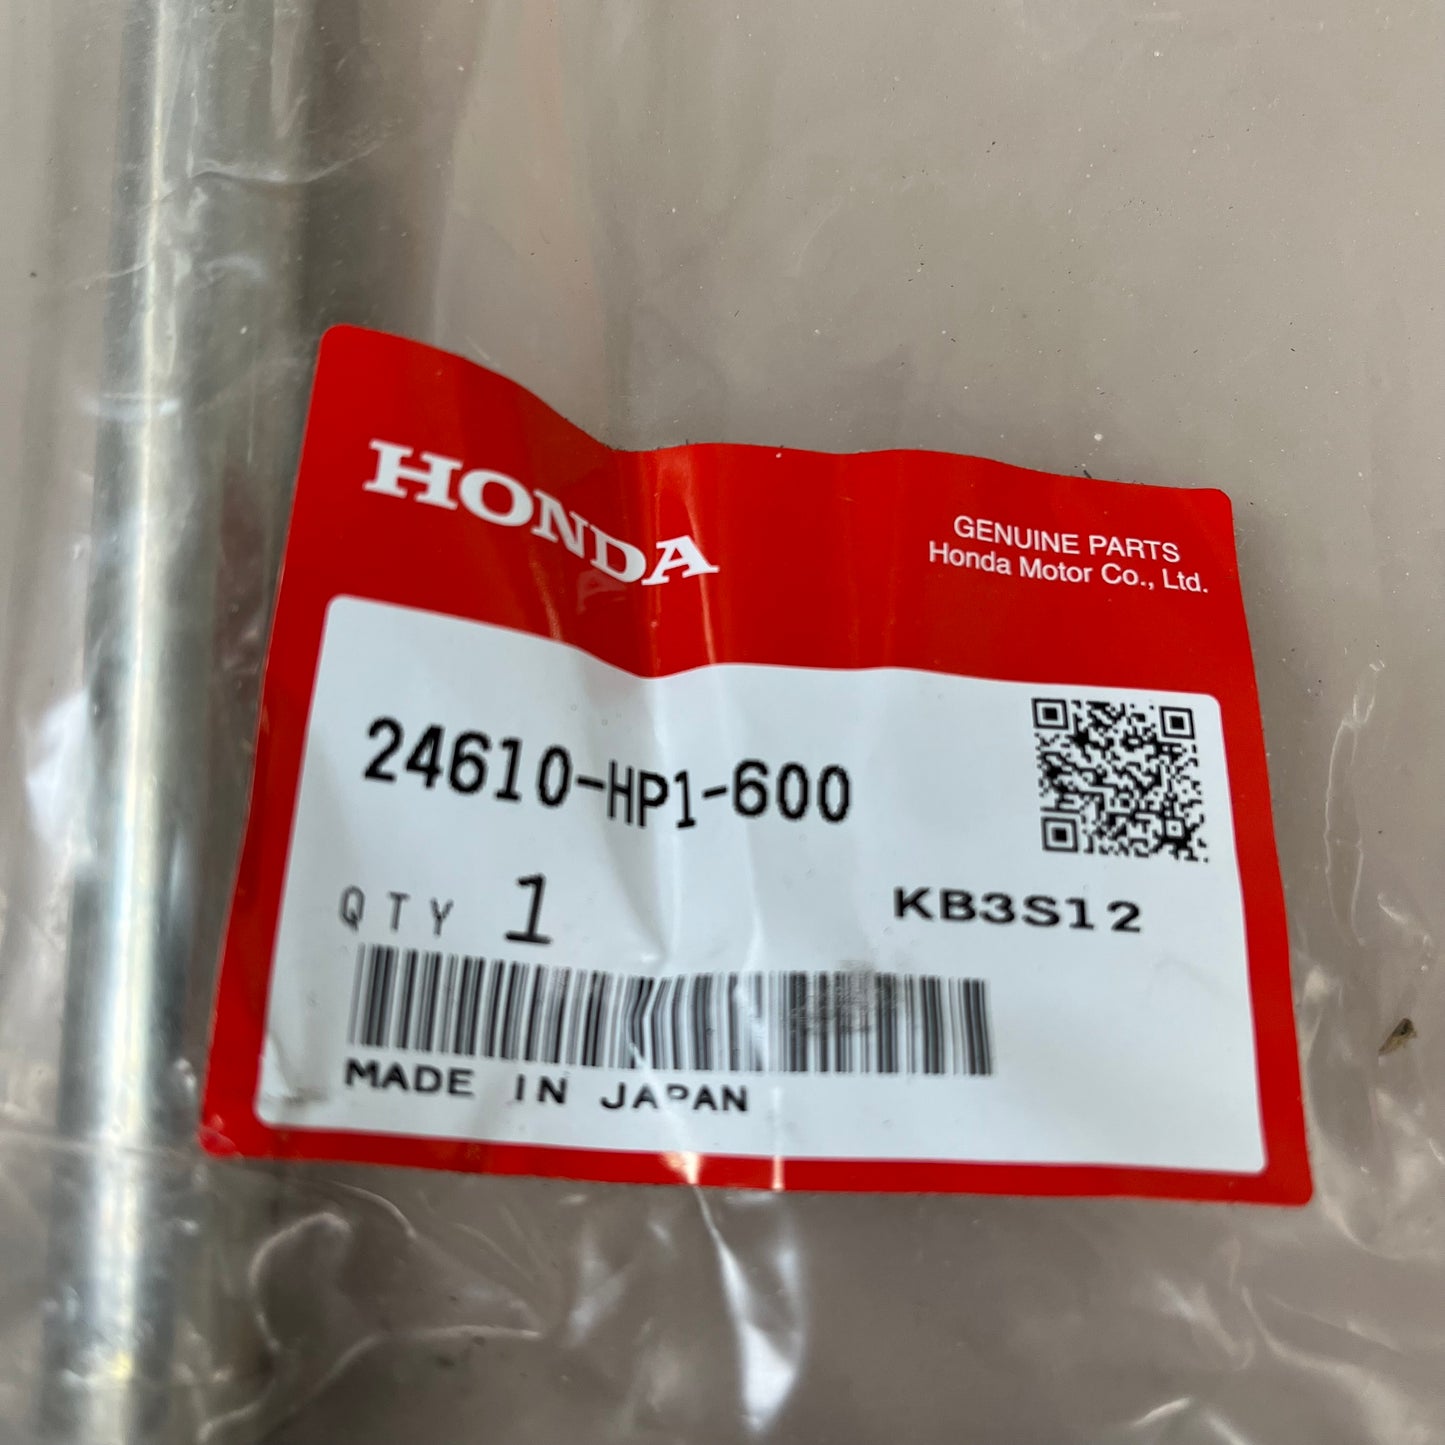 HONDA
GENUINE PARTS
Honda Motor Co., Ltd.
24610-HP1-600
QTY 1
KB3S12
MADE IN JAPAN